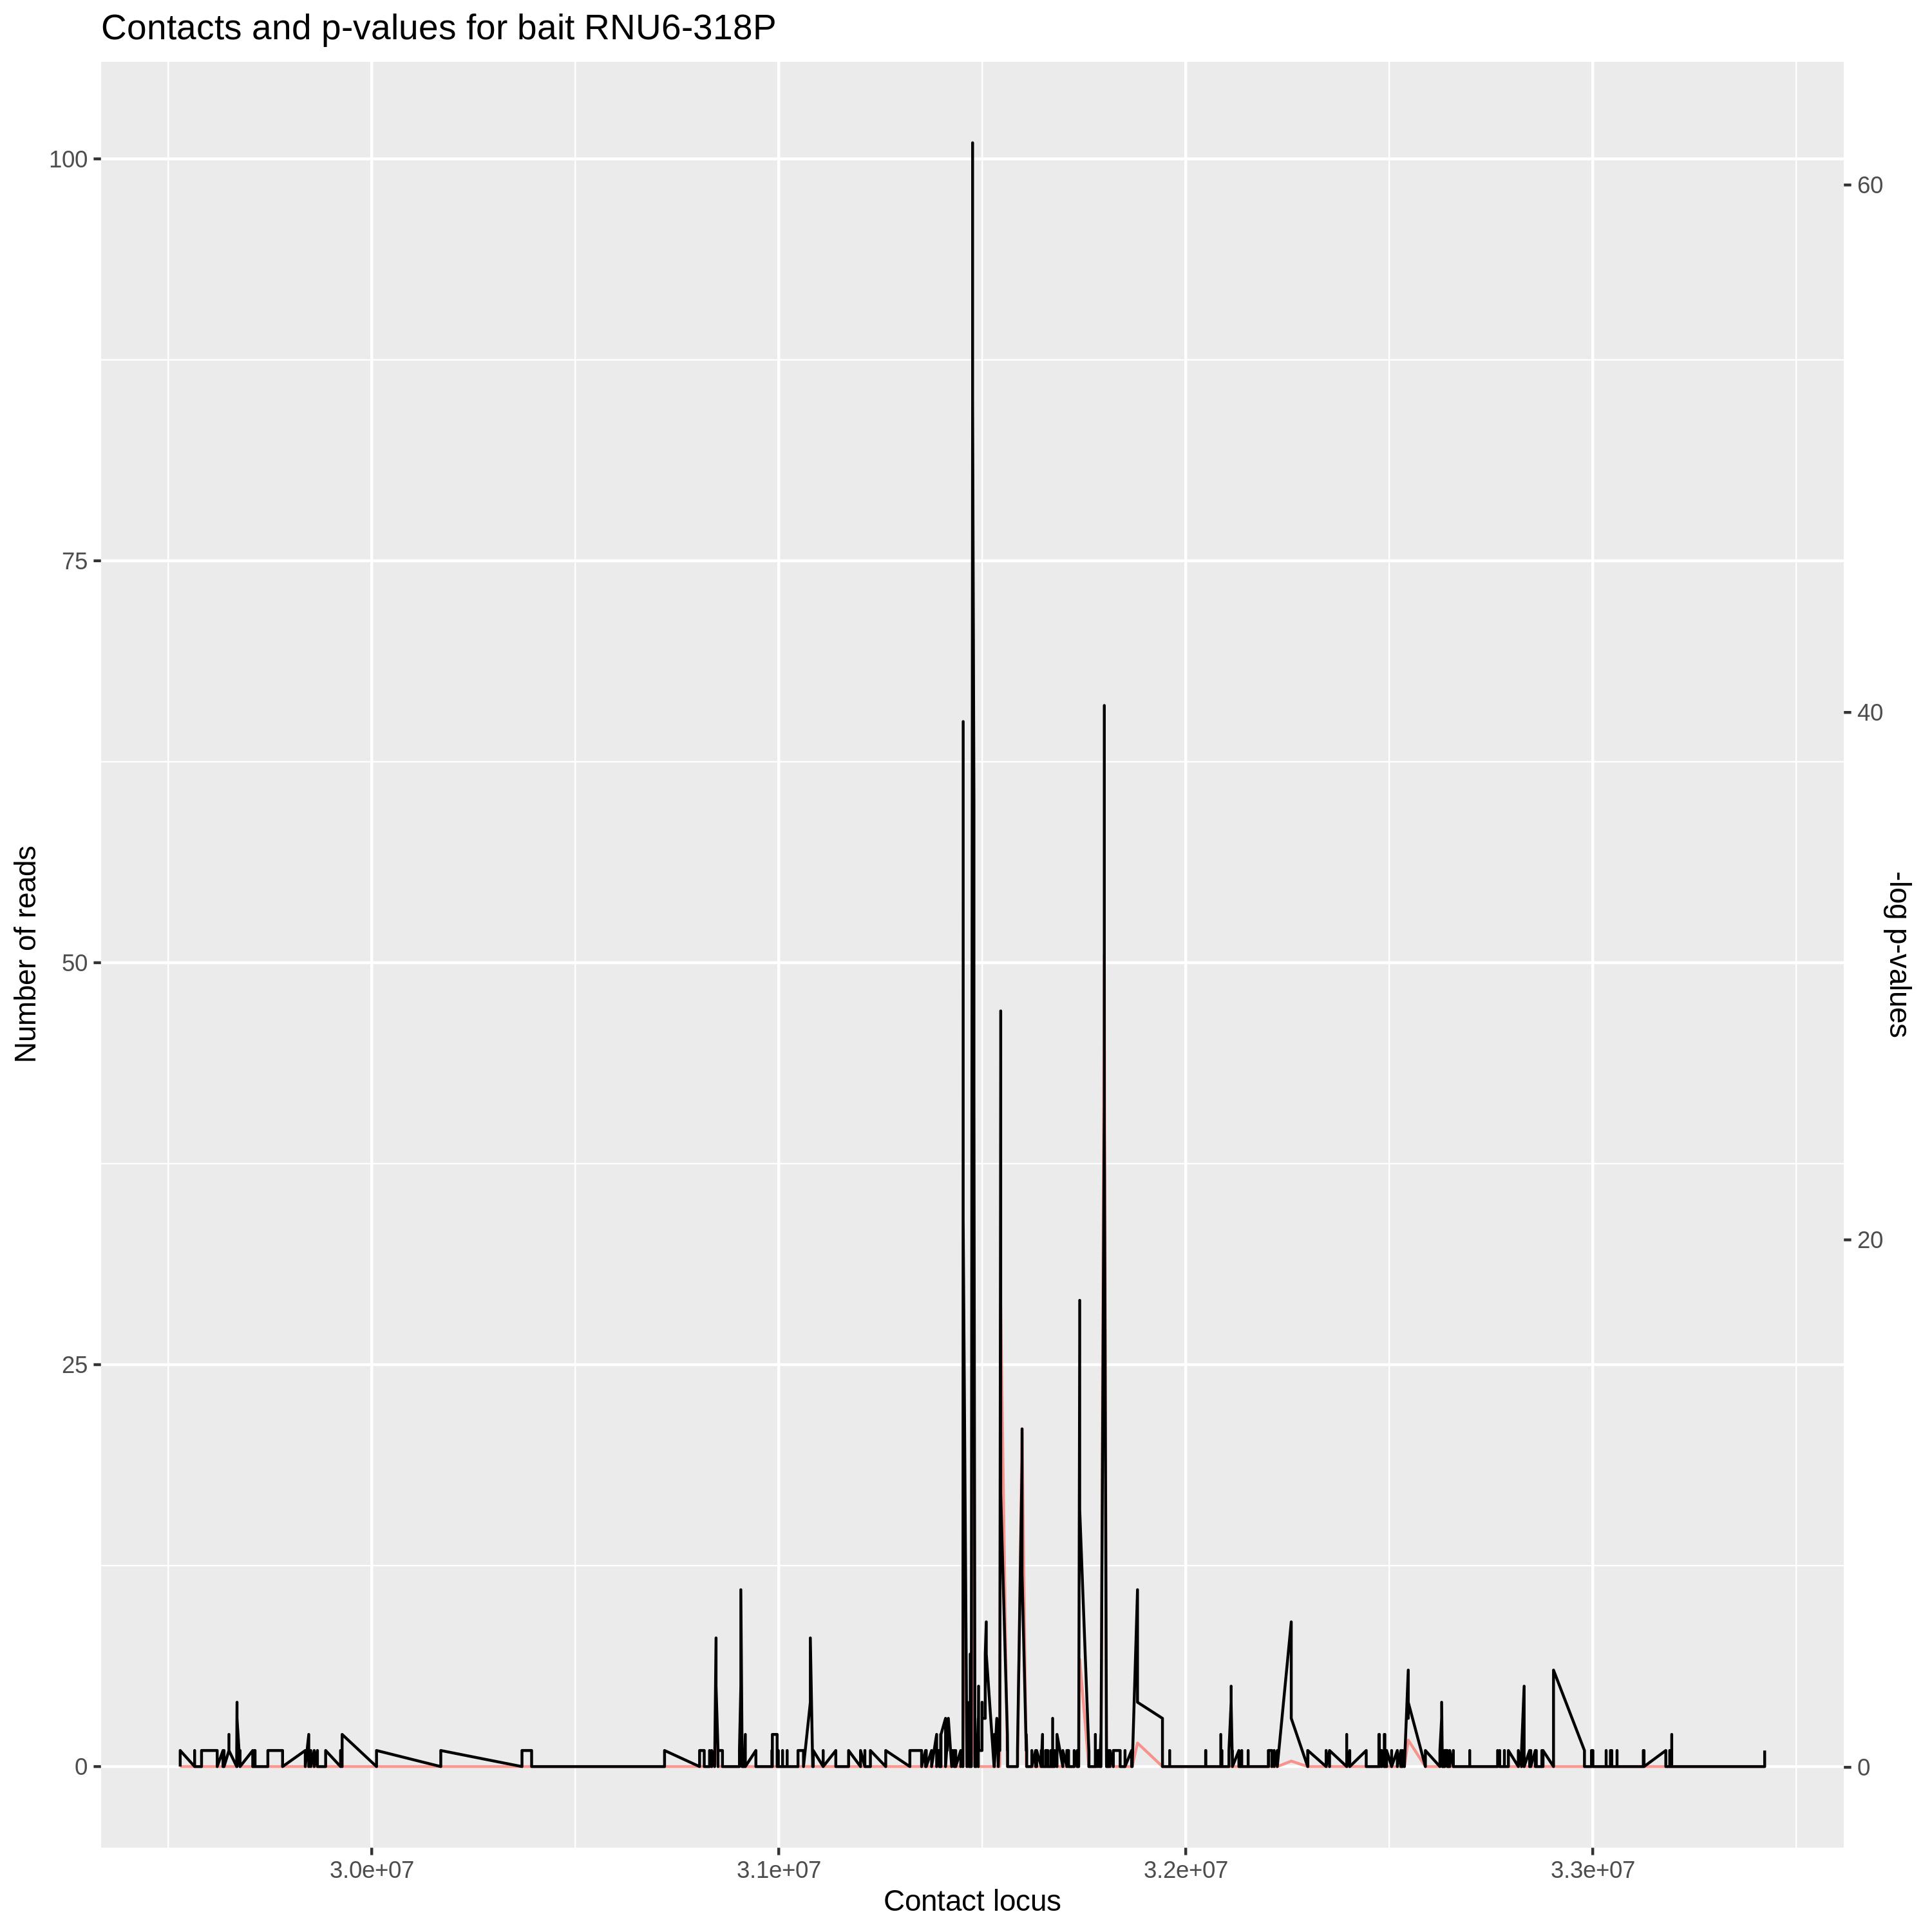 Contacts and p-values for bait RNU6-318P
100
75
50
25
0
60
40
20
0
Number of reads
-log p-values
3.0e+07
3.1e+07
3.2e+07
3.3e+07
Contact locus